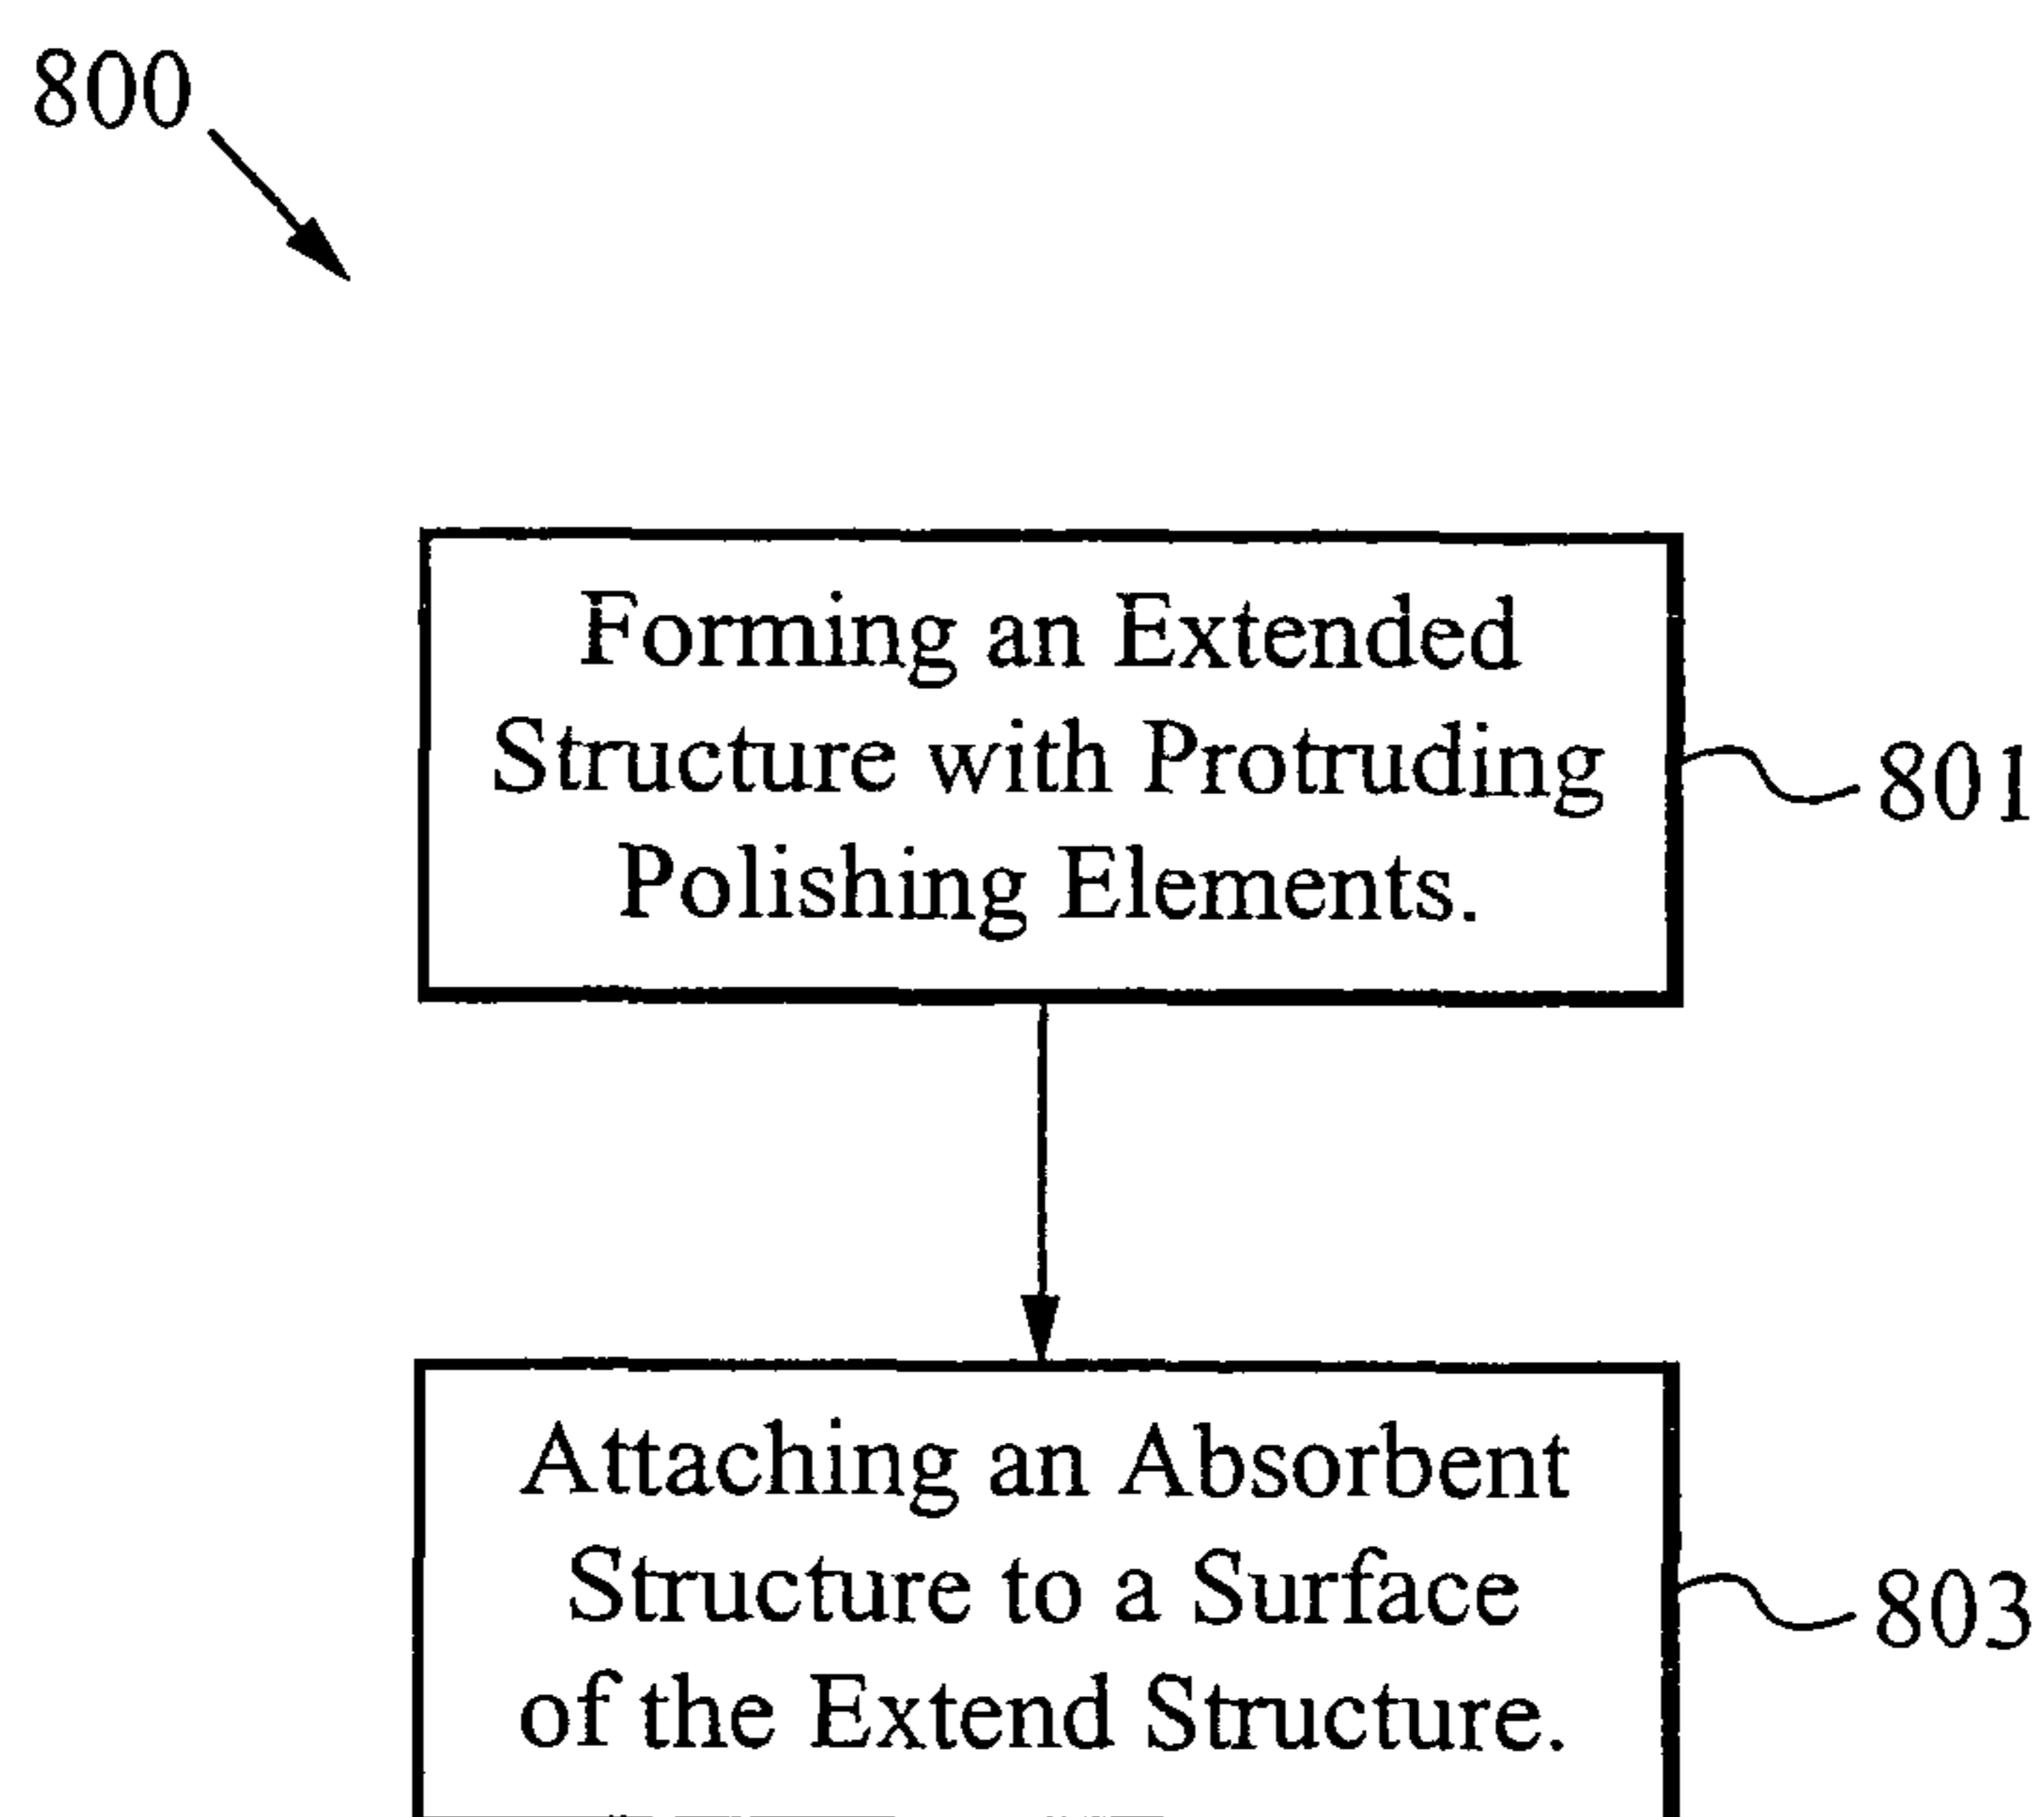 800
Forming an Extended
Structure with Protruding
Polishing Elements.
801
Attaching an Absorbent
Structure to a Surface
of the Extend Structure.
803